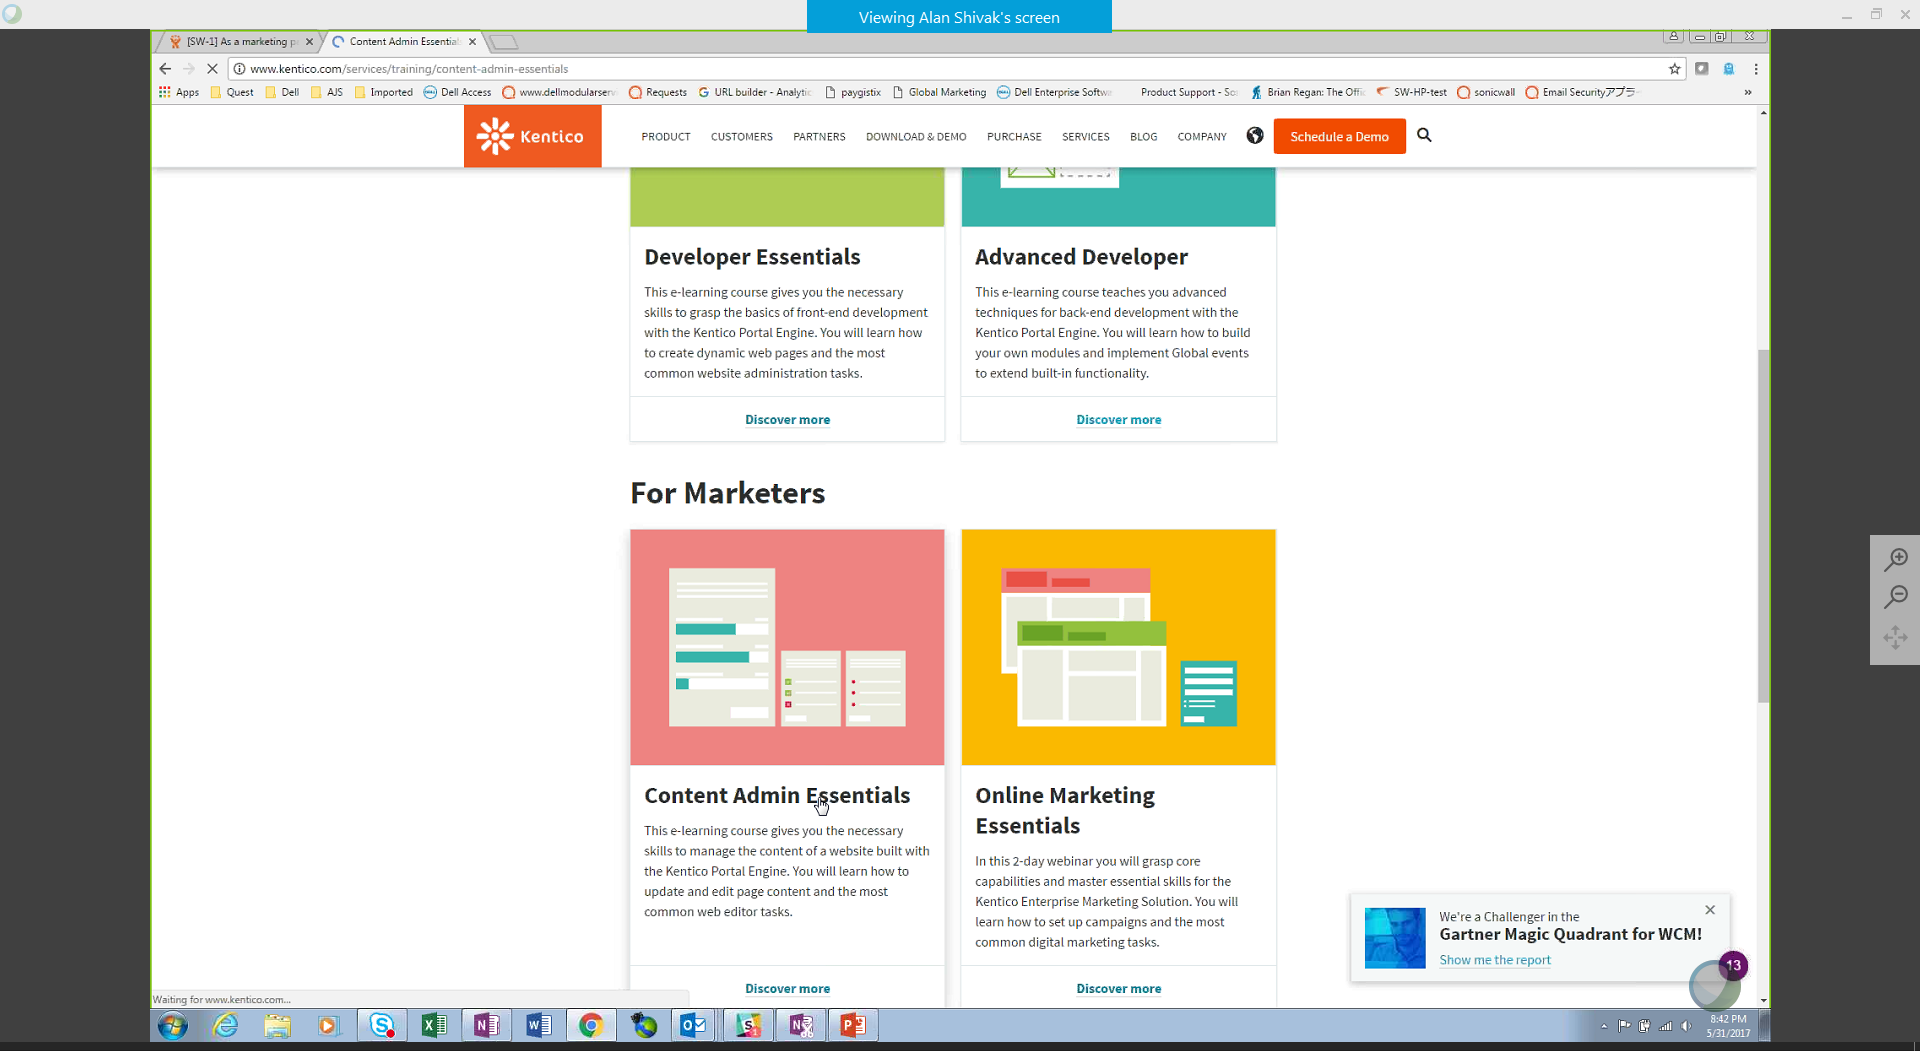 Viewing Alan Shivak's screen
[SW-1] As a marketing p
Content Admin Essential
www.kentico.com/services/training/content-admin-essentials
Apps Quest Dell AJS Imported Dell Access www.dellmodularserv Requests URL builder - Analytic paygistix Global Marketing Dell Enterprise Softw Product Support - So Brian Regan: The Offi SW-HP-test sonicwall Email Securityアプラ »
Kentico PRODUCT CUSTOMERS PARTNERS DOWNLOAD & DEMO PURCHASE SERVICES BLOG COMPANY Schedule a Demo
Developer Essentials
This e-learning course gives you the necessary
skills to grasp the basics of front-end development
with the Kentico Portal Engine. You will learn how
to create dynamic web pages and the most
common website administration tasks.
Discover more
Advanced Developer
This e-learning course teaches you advanced
techniques for back-end development with the
Kentico Portal Engine. You will learn how to build
your own modules and implement Global events
to extend built-in functionality.
Discover more
For Marketers
Content Admin Essentials
This e-learning course gives you the necessary
skills to manage the content of a website built with
the Kentico Portal Engine. You will learn how to
update and edit page content and the most
common web editor tasks.
Discover more
Online Marketing
Essentials
In this 2-day webinar you will grasp core
capabilities and master essential skills for the
Kentico Enterprise Marketing Solution. You will
learn how to set up campaigns and the most
common digital marketing tasks.
Discover more
We're a Challenger in the
Gartner Magic Quadrant for WCM!
Show me the report
13
Waiting for www.kentico.com...
8:42 PM
5/31/2017